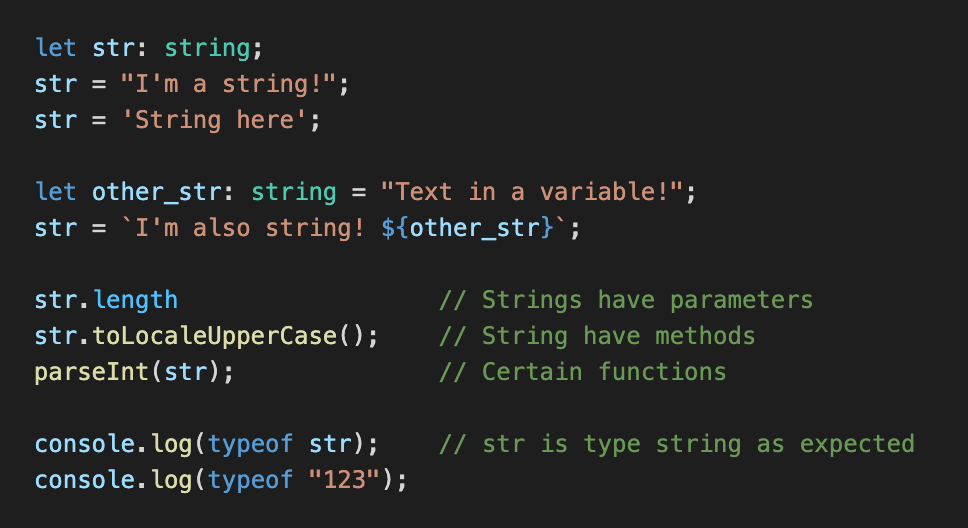 let str: string;
str = "I'm a string!";
str = 'String here';
let other_str: string = "Text in a variable!";
str = `I'm also string! ${other_str}`;
str.length // Strings have parameters
str.toLocaleUpperCase(); // String have methods
parseInt(str); // Certain functions
console.log(typeof str); // str is type string as expected
console.log(typeof "123");